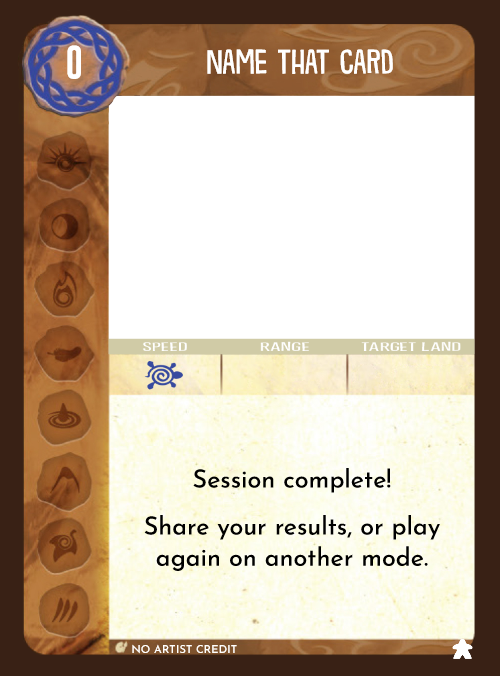 0
NAME THAT CARD
SPEED RANGE TARGET LAND
Session complete!
Share your results, or play
again on another mode.
NO ARTIST CREDIT